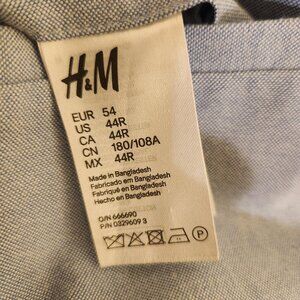 H&M
EUR 54
US 44R
CA 44R
CN 180/108A
MX 44R
Made in Bangladesh
Fabricado em Bangladesh
Fabriqué en Bangladesh
Hecho en Bangladesh
O/N 666690
P/N 0329609 3
P